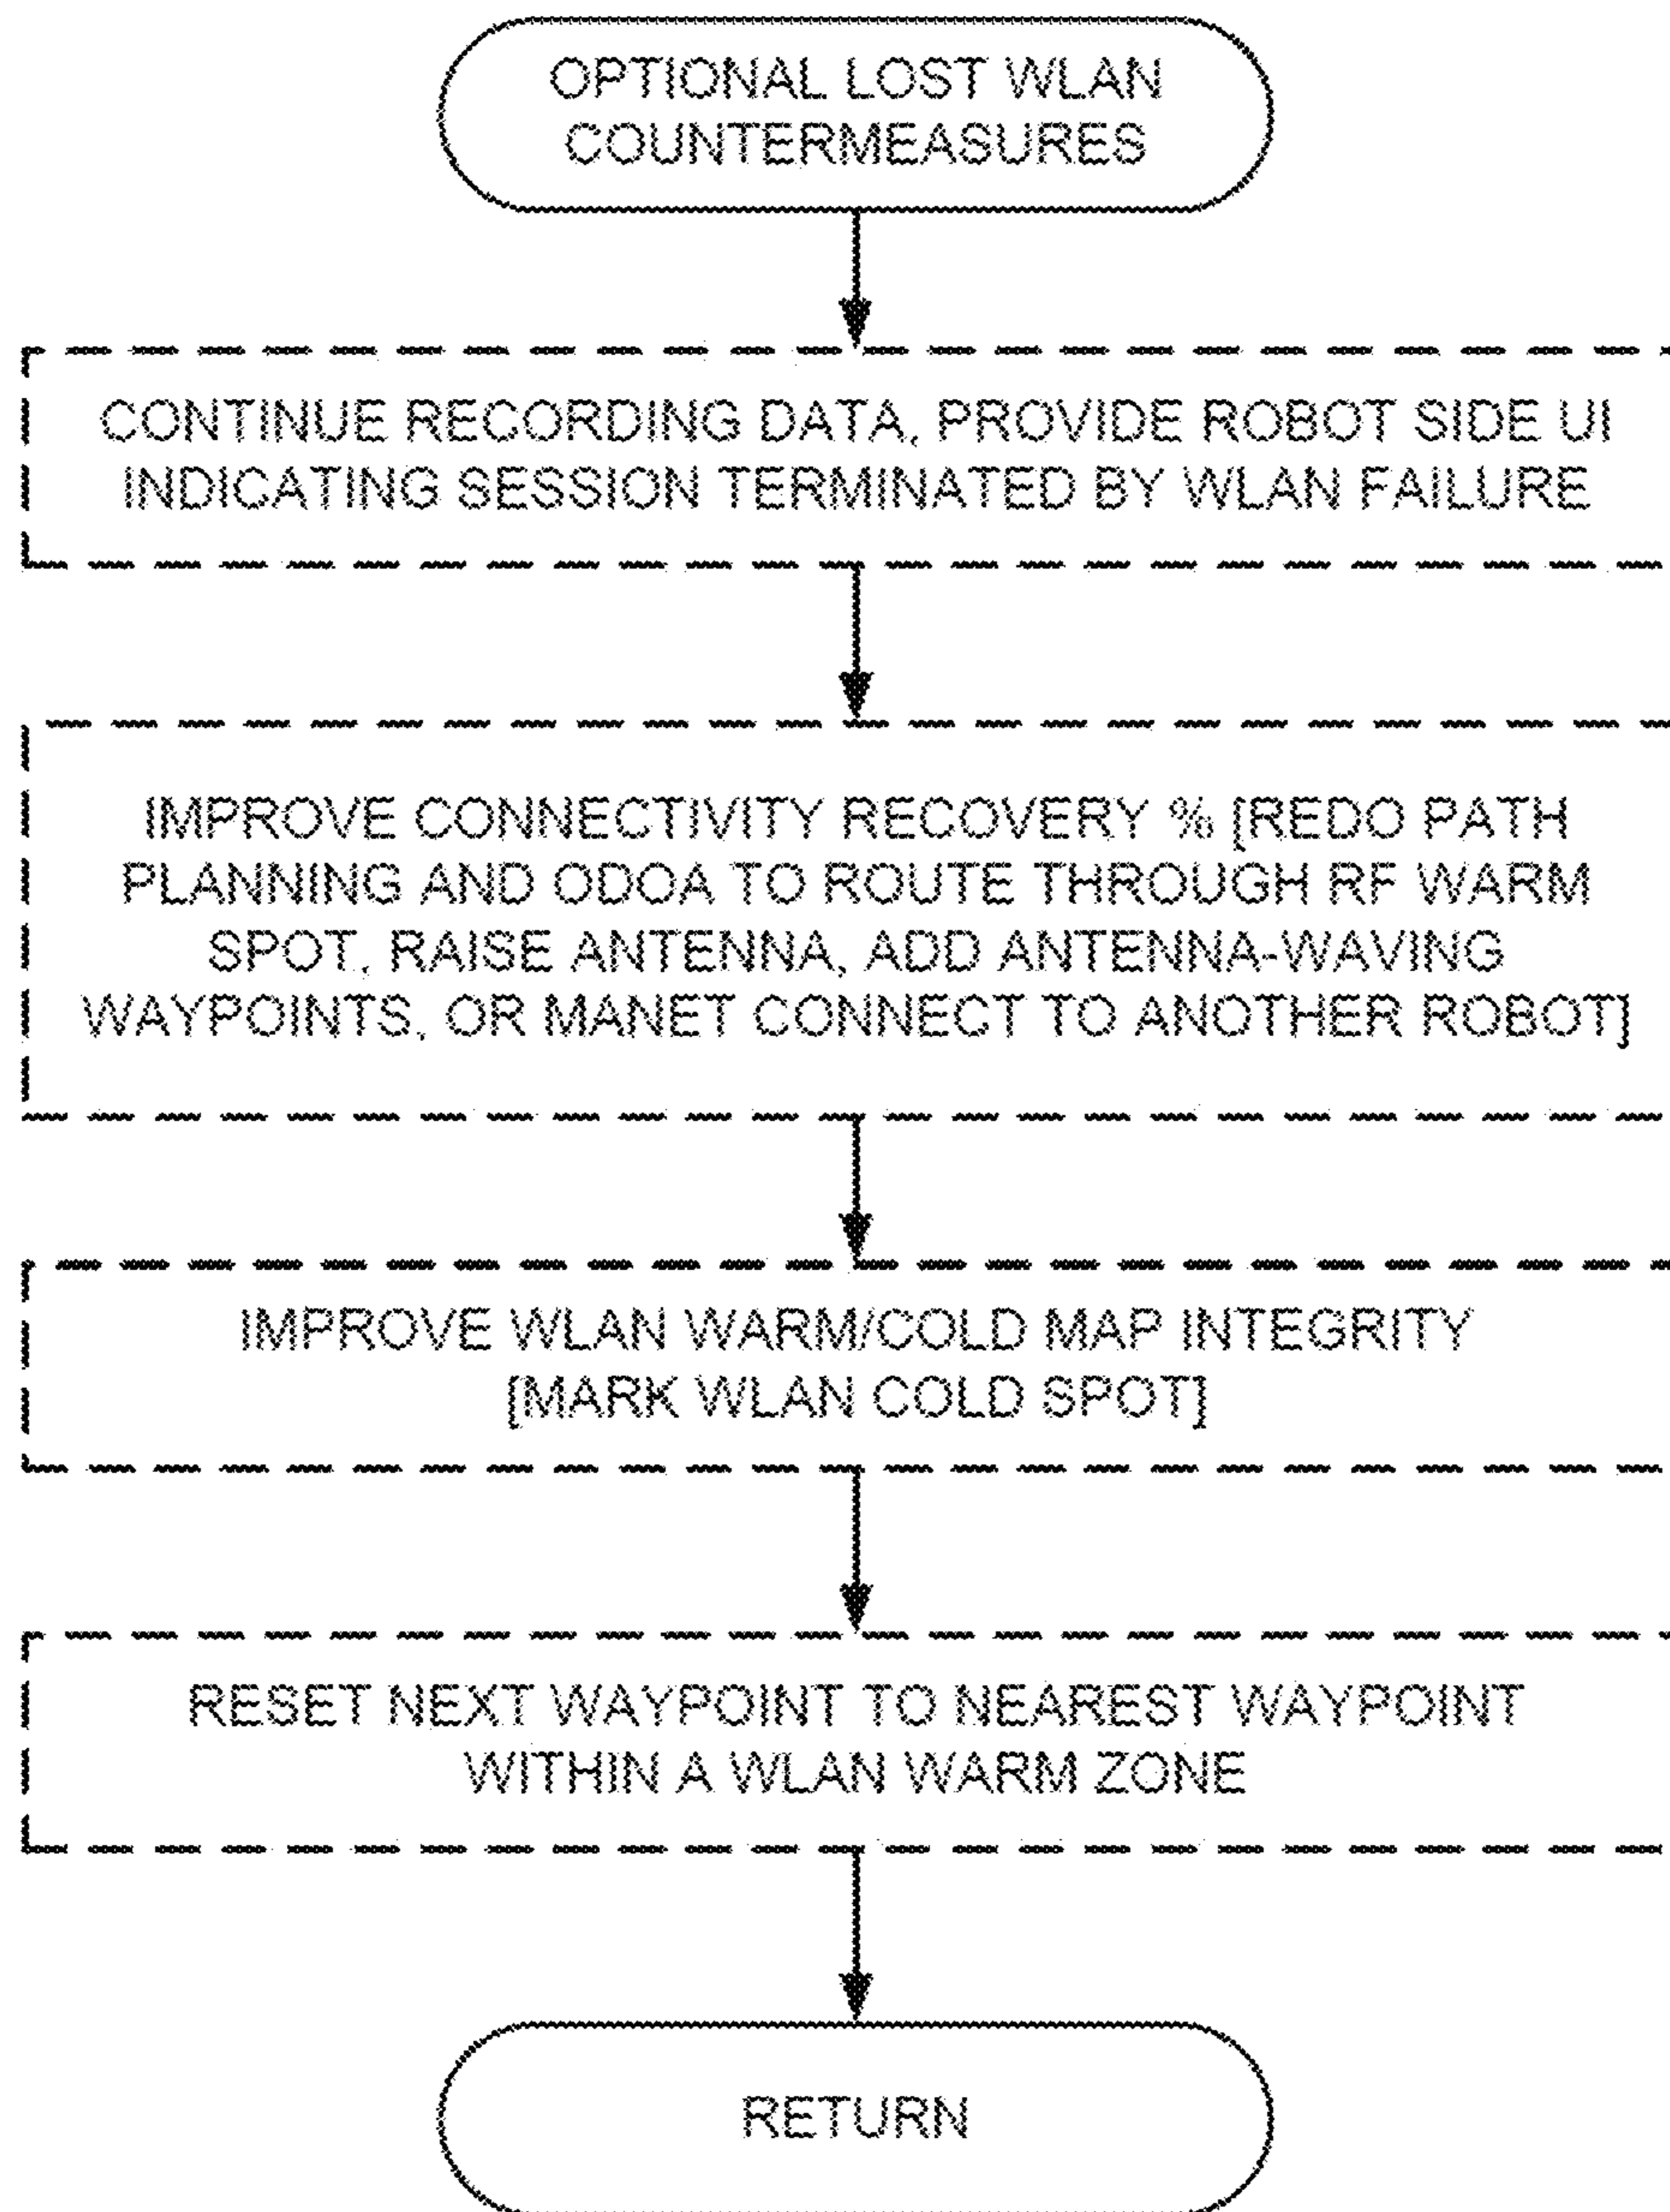 OPTIONAL LOST WLAN
COUNTERMEASURES
CONTINUE RECORDING DATA, PROVIDE ROBOT SIDE UI
INDICATING SESSION TERMINATED BY WLAN FAILURE
IMPROVE CONNECTIVITY RECOVERY % [REDO PATH
PLANNING AND ODOA TO ROUTE THROUGH RF WARM
SPOT, RAISE ANTENNA, ADD ANTENNA-WAVING
WAYPOINTS, OR MANET CONNECT TO ANOTHER ROBOT]
IMPROVE WLAN WARM/COLD MAP INTEGRITY
[MARK WLAN COLD SPOT]
RESET NEXT WAYPOINT TO NEAREST WAYPOINT
WITHIN A WLAN WARM ZONE
RETURN